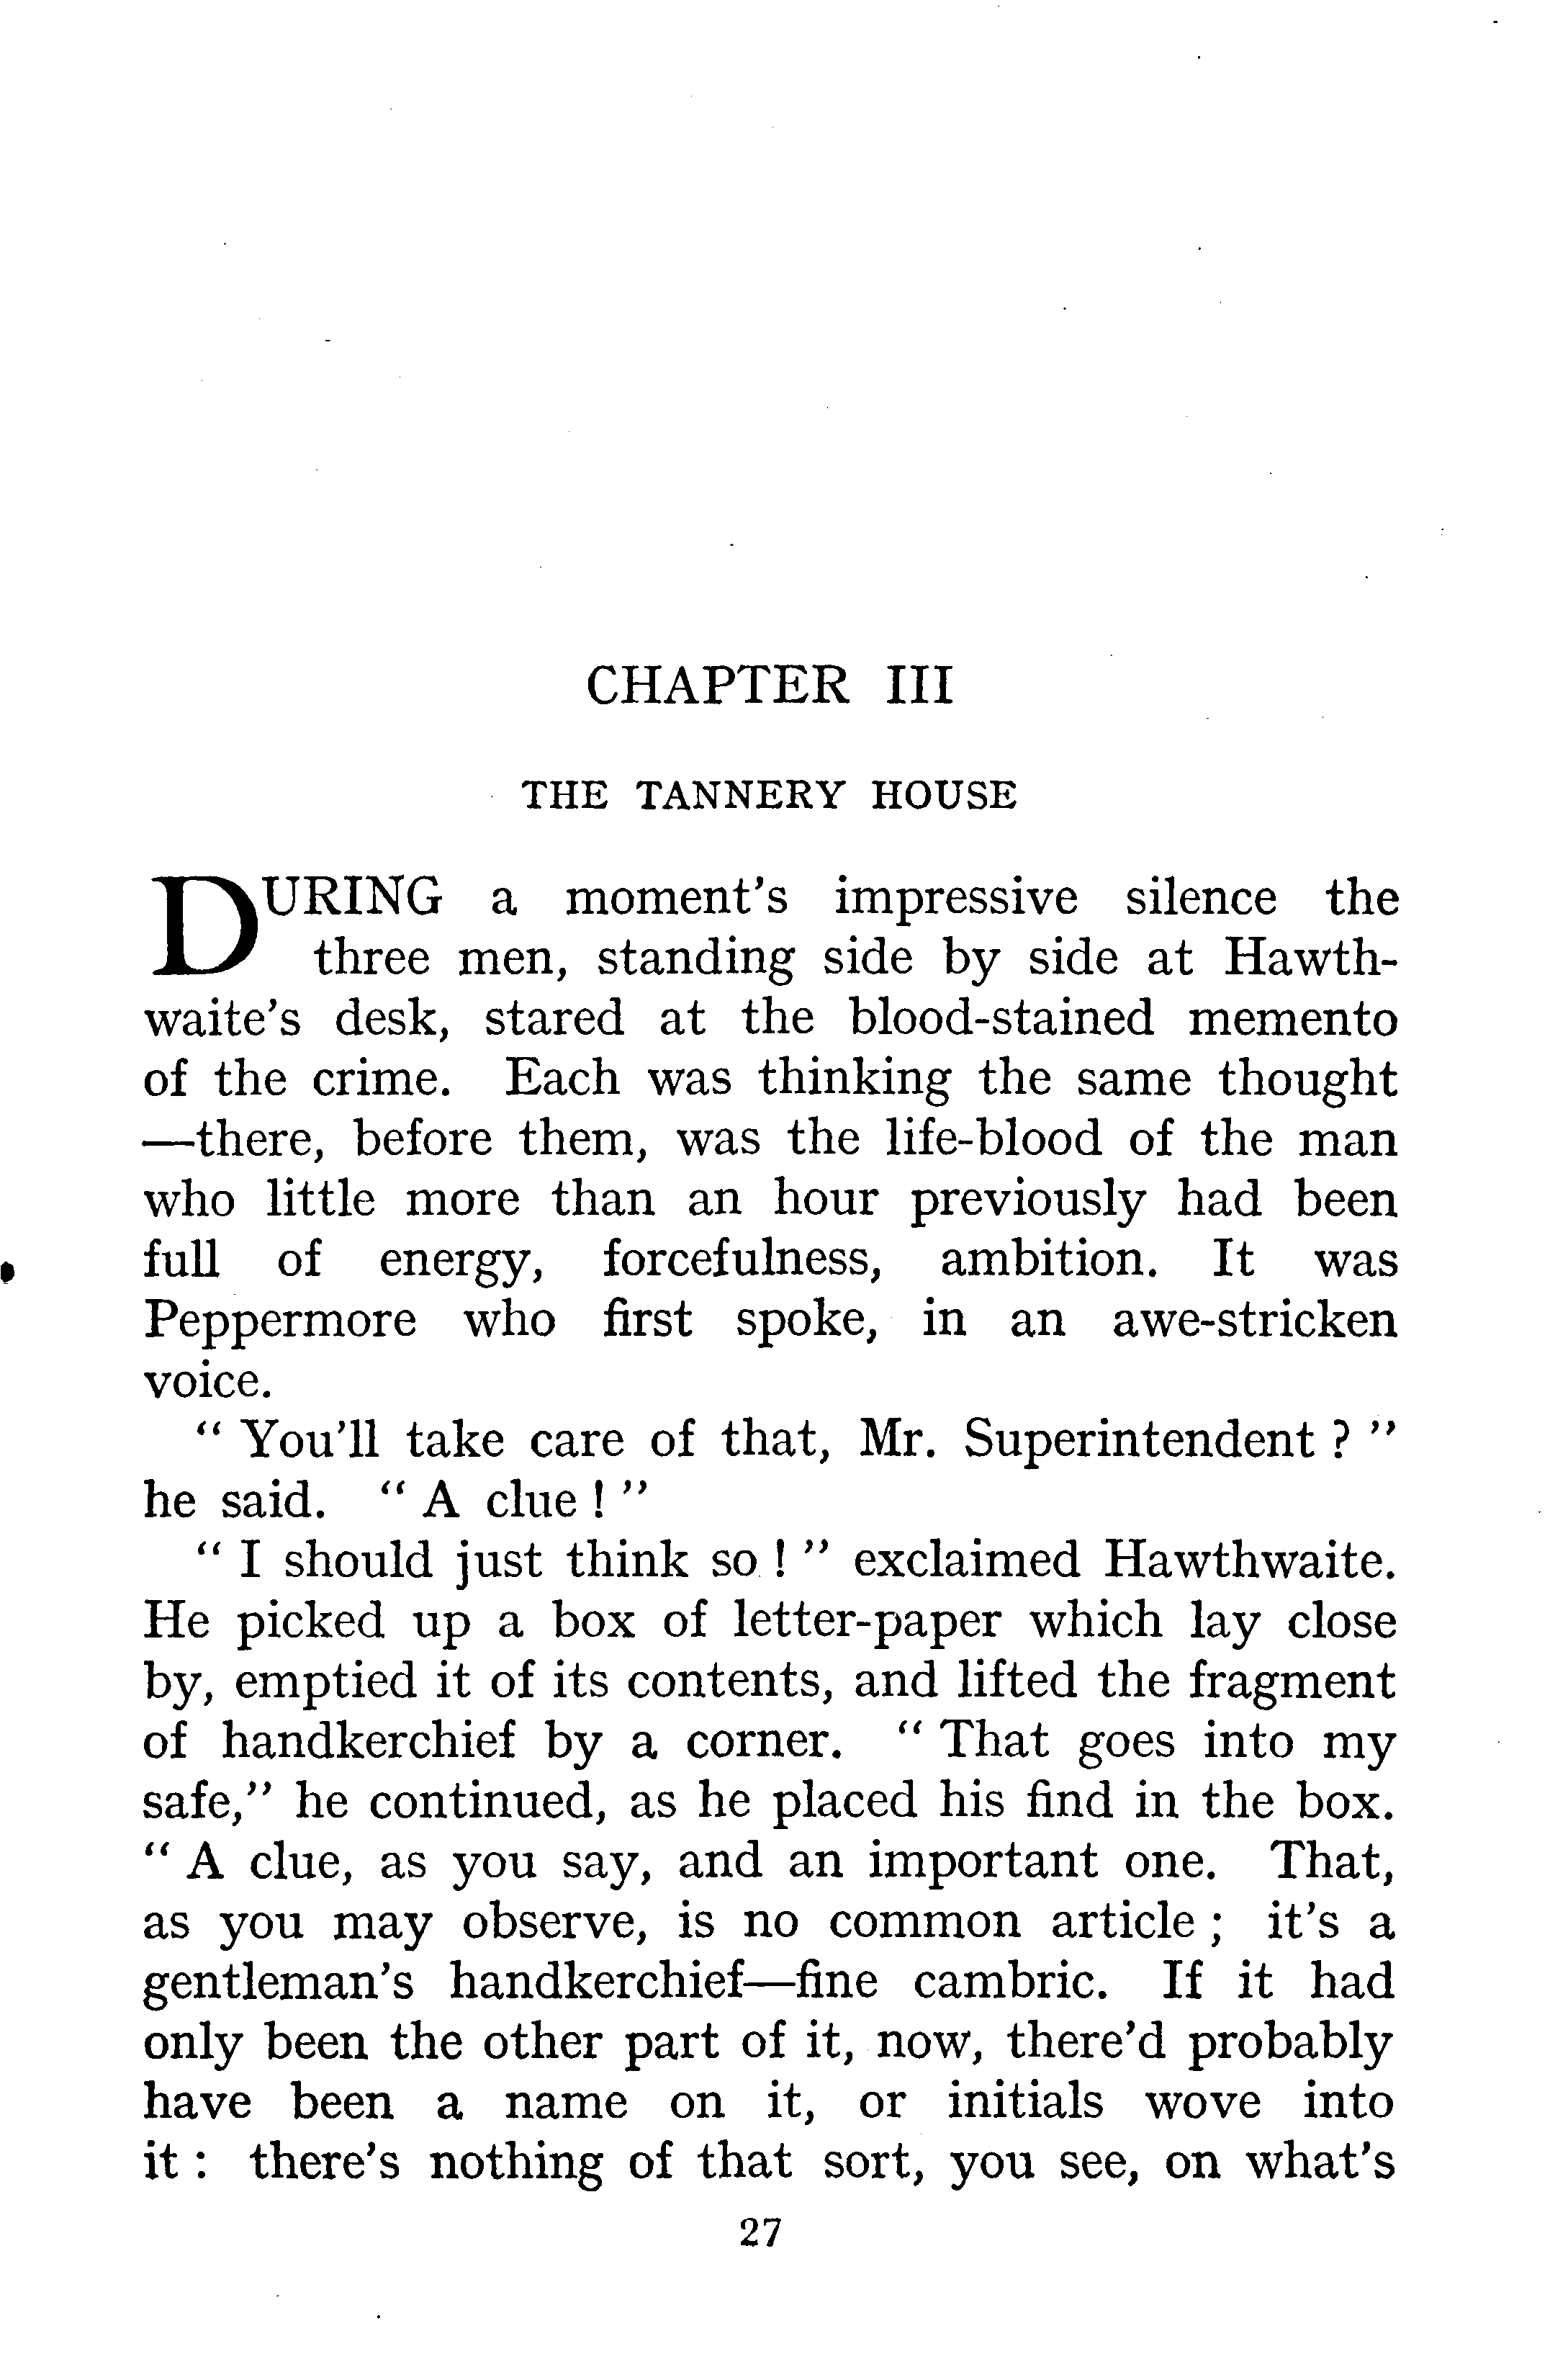 CHAPTER III
THE TANNERY HOUSE
DURING a moment's impressive silence the
three men, standing side by side at Hawth-
waite's desk, stared at the blood-stained memento
of the crime. Each was thinking the same thought
—there, before them, was the life-blood of the man
who little more than an hour previously had been
full of energy, forcefulness, ambition. It was
Peppermore who first spoke, in an awe-stricken
voice.
“ You'll take care of that, Mr. Superintendent ? ”
he said. “ A clue ! ”
“ I should just think so ! ” exclaimed Hawthwaite.
He picked up a box of letter-paper which lay close
by, emptied it of its contents, and lifted the fragment
of handkerchief by a corner. “ That goes into my
safe,” he continued, as he placed his find in the box.
“ A clue, as you say, and an important one. That,
as you may observe, is no common article ; it's a
gentleman's handkerchief—fine cambric. If it had
only been the other part of it, now, there'd probably
have been a name on it, or initials wove into
it : there's nothing of that sort, you see, on what's
27